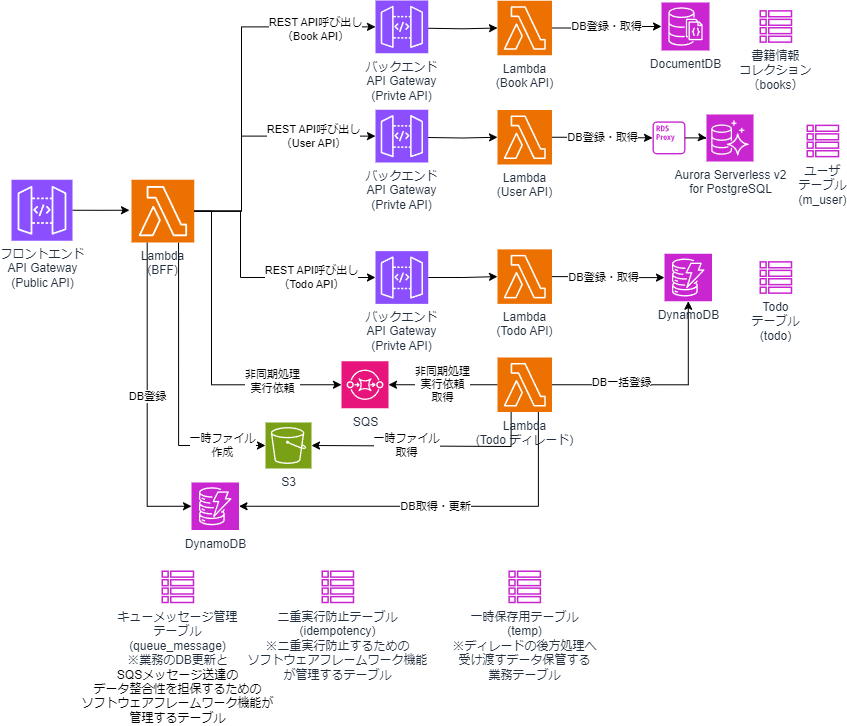 REST API呼び出し
（Book API）
バックエンド
API Gateway
(Privte API)
Lambda
(Book API)
DB登録・取得
DocumentDB
書籍情報
コレクション
（books）
REST API呼び出し
（User API）
バックエンド
API Gateway
(Privte API)
Lambda
(User API)
DB登録・取得
RDS
Proxy
Aurora Serverless v2
for PostgreSQL
ユーザ
テーブル
(m_user)
フロントエンド
API Gateway
(Public API)
Lambda
(BFF)
REST API呼び出し
（Todo API）
バックエンド
API Gateway
(Privte API)
Lambda
(Todo API)
DB登録・取得
DynamoDB
Todo
テーブル
(todo)
非同期処理
実行依頼
SQS
非同期処理
実行依頼
取得
Lambda
(Todo ディレード)
DB一括登録
DB登録
一時ファイル
作成
S3
一時ファイル
取得
DynamoDB
DB取得・更新
キューメッセージ管理
テーブル
(queue_message)
※業務のDB更新と
SQSメッセージ送達の
データ整合性を担保するための
ソフトウェアフレームワーク機能が
管理するテーブル
二重実行防止テーブル
(idempotency)
※二重実行防止するための
ソフトウェアフレームワーク機能
が管理するテーブル
一時保存用テーブル
(temp)
※ディレードの後方処理へ
受け渡すデータ保管する
業務テーブル